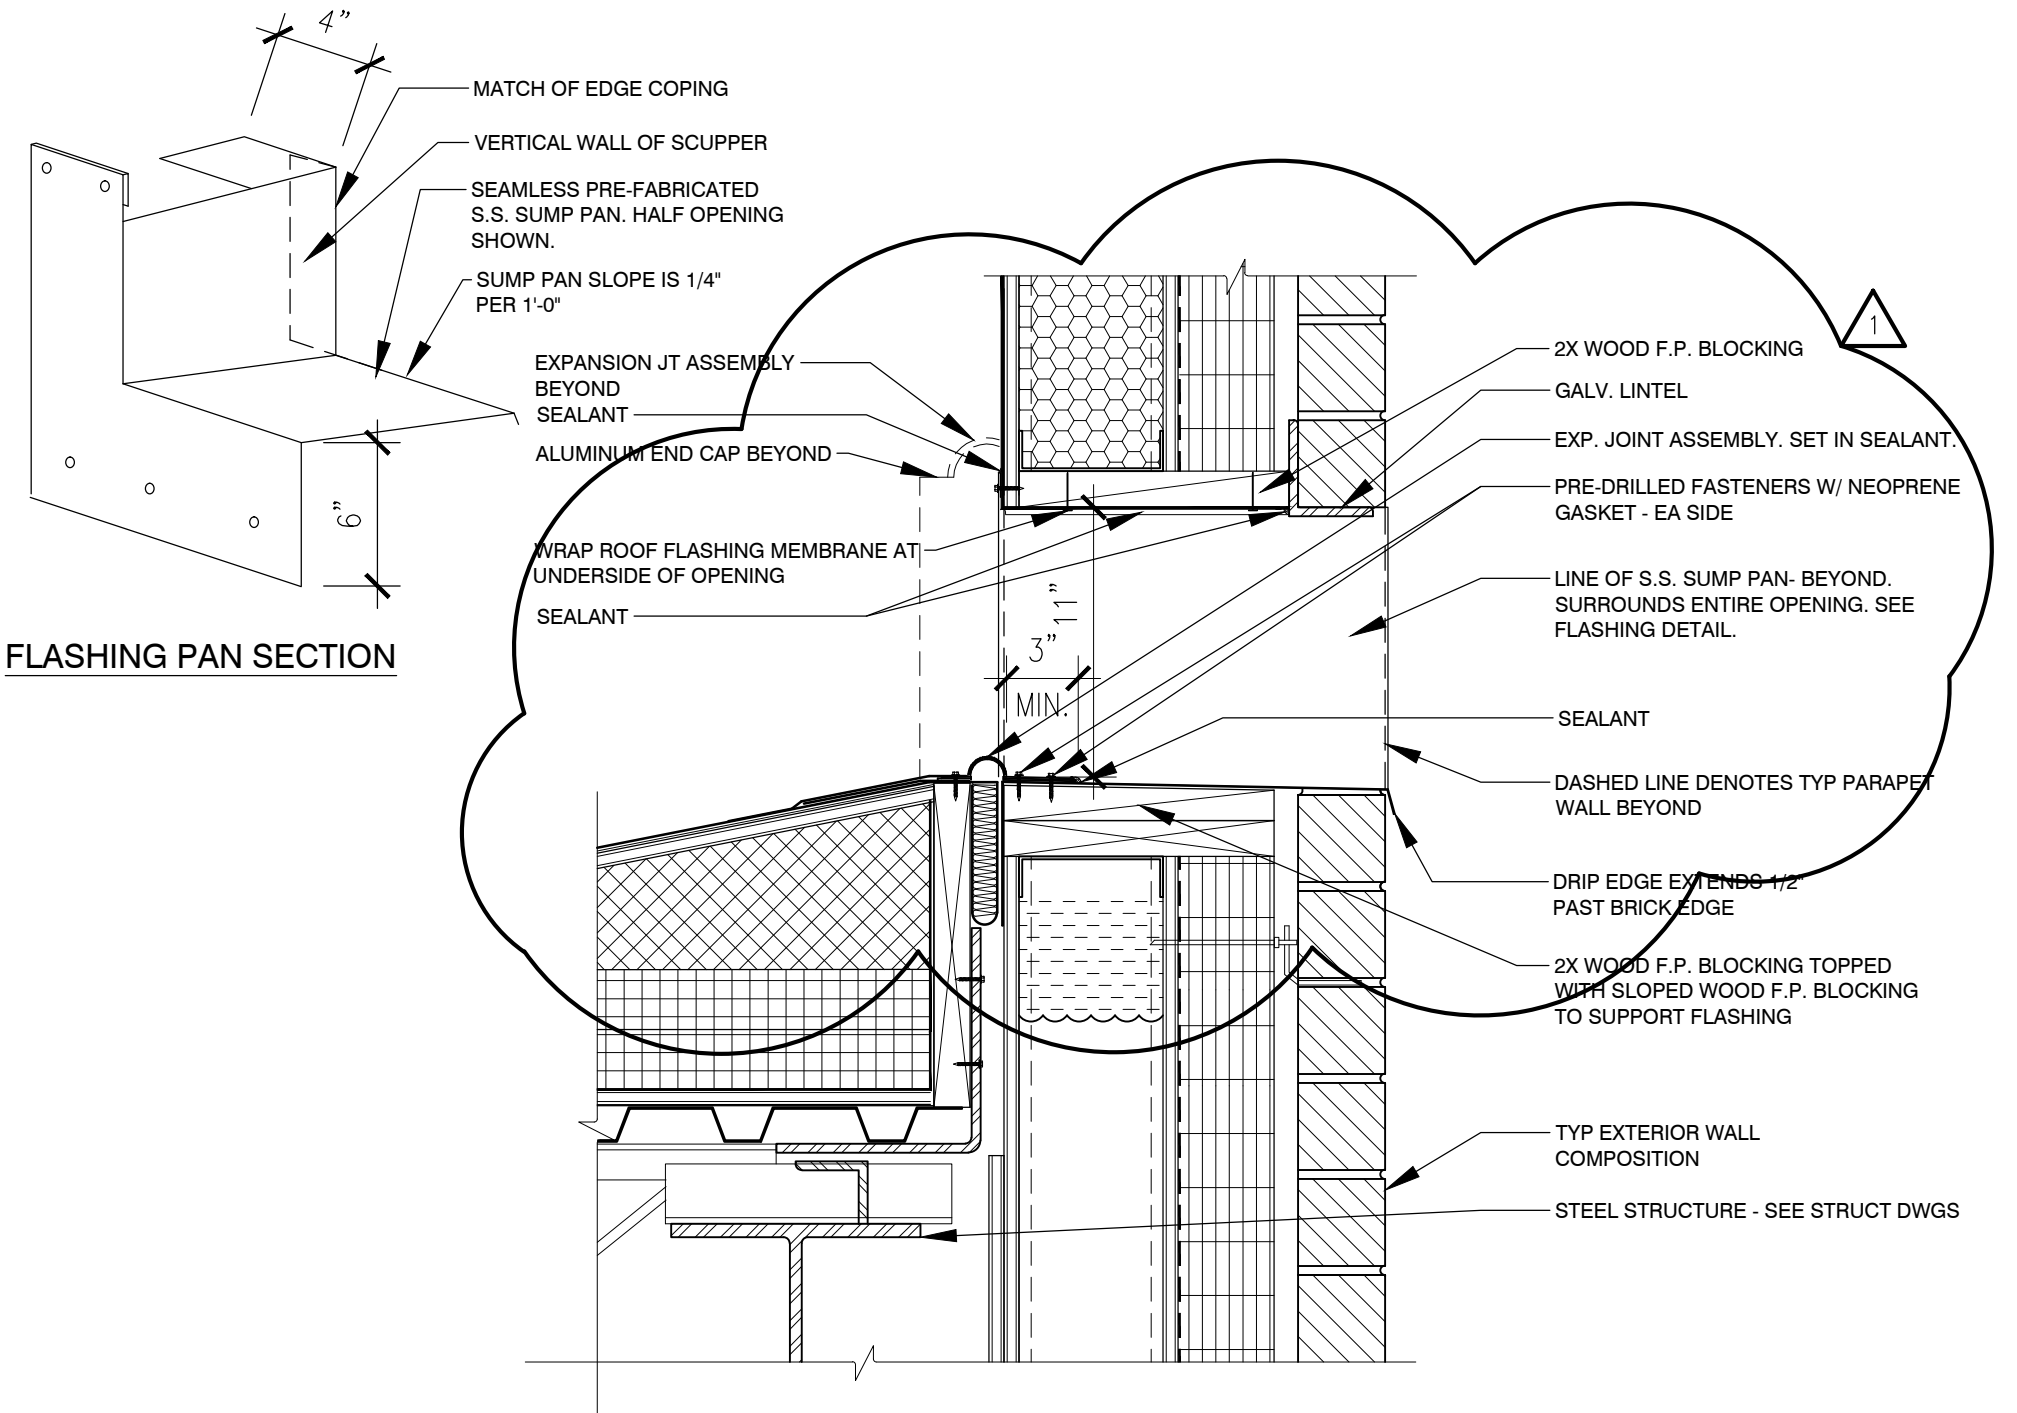 4"
MATCH OF EDGE COPING
VERTICAL WALL OF SCUPPER
SEAMLESS PRE-FABRICATED
S.S. SUMP PAN. HALF OPENING
SHOWN.
SUMP PAN SLOPE IS 1/4"
PER 1'-0"
6"
FLASHING PAN SECTION
EXPANSION JT ASSEMBLY
BEYOND
SEALANT
ALUMINUM END CAP BEYOND
WRAP ROOF FLASHING MEMBRANE AT
UNDERSIDE OF OPENING
SEALANT
11"
3"
MIN.
1
2X WOOD F.P. BLOCKING
GALV. LINTEL
EXP. JOINT ASSEMBLY. SET IN SEALANT.
PRE-DRILLED FASTENERS W/ NEOPRENE
GASKET - EA SIDE
LINE OF S.S. SUMP PAN- BEYOND.
SURROUNDS ENTIRE OPENING. SEE
FLASHING DETAIL.
SEALANT
DASHED LINE DENOTES TYP PARAPET
WALL BEYOND
DRIP EDGE EXTENDS 1/2"
PAST BRICK EDGE
2X WOOD F.P. BLOCKING TOPPED
WITH SLOPED WOOD F.P. BLOCKING
TO SUPPORT FLASHING
TYP EXTERIOR WALL
COMPOSITION
STEEL STRUCTURE - SEE STRUCT DWGS